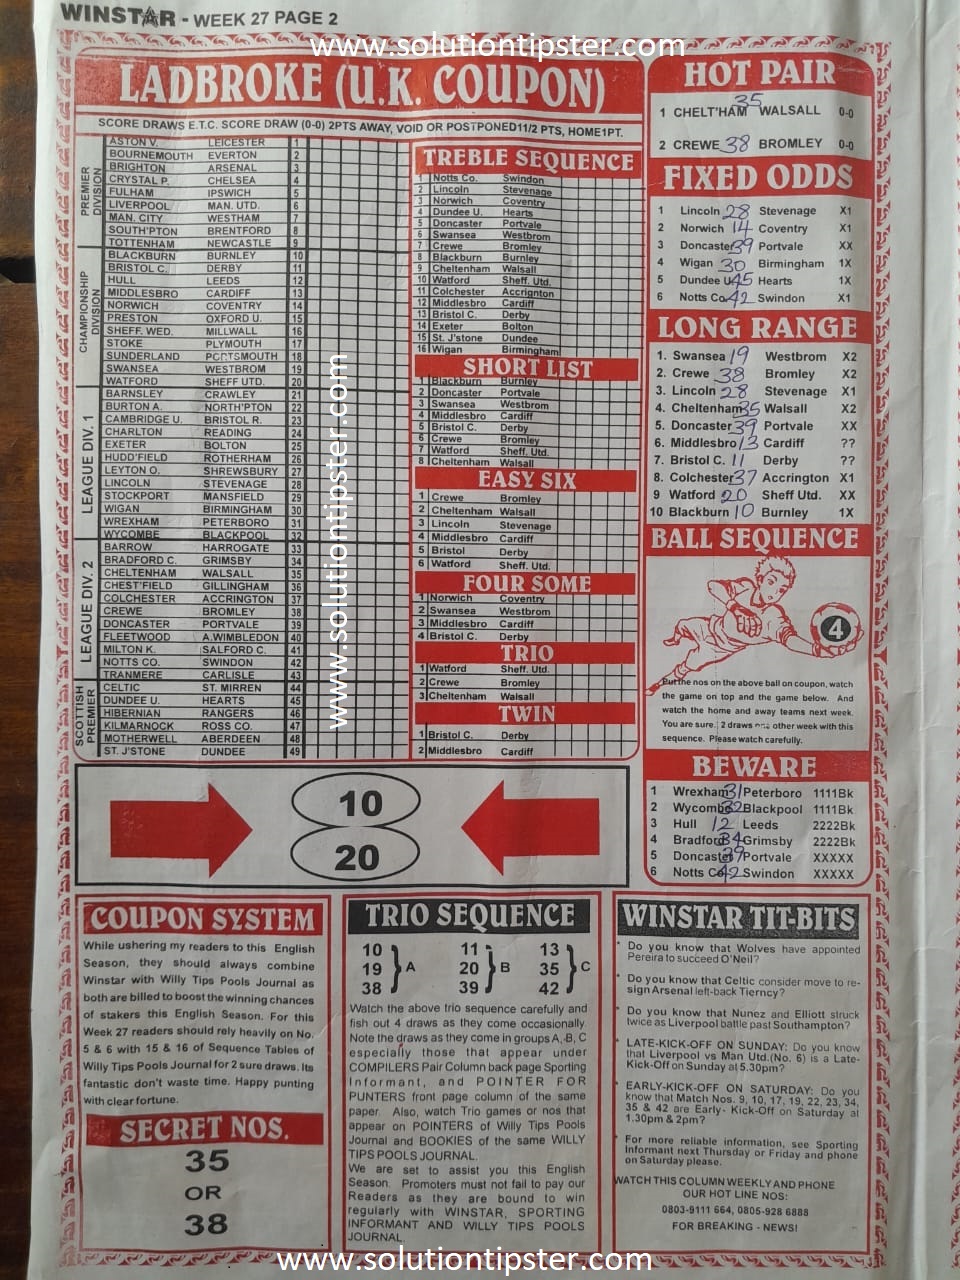 WINSTAR - WEEK 27 PAGE 2
www.solutiontipster.com
LADBROKE (U.K. COUPON)
SCORE DRAWS E.T.C. SCORE DRAW (0-0) 2PTS AWAY, VOID OR POSTPONED11/2 PTS, HOME1PT.
PREMIER DIVISION
ASTON V. LEICESTER 1
BOURNEMOUTH EVERTON 2
BRIGHTON ARSENAL 3
CRYSTAL P. CHELSEA 4
FULHAM IPSWICH 5
LIVERPOOL MAN. UTD. 6
MAN. CITY WESTHAM 7
SOUTH'PTON BRENTFORD 8
TOTTENHAM NEWCASTLE 9
CHAMPIONSHIP DIVISION
BLACKBURN BURNLEY 10
BRISTOL C. DERBY 11
HULL LEEDS 12
MIDDLESBRO CARDIFF 13
NORWICH COVENTRY 14
PRESTON OXFORD U. 15
SHEFF. WED. MILLWALL 16
STOKE PLYMOUTH 17
SUNDERLAND PORTSMOUTH 18
SWANSEA WESTBROM 19
WATFORD SHEFF UTD. 20
LEAGUE DIV. 1
BARNSLEY CRAWLEY 21
BURTON A. NORTH'PTON 22
CAMBRIDGE U. BRISTOL R. 23
CHARLTON READING 24
EXETER BOLTON 25
HUDD'FIELD ROTHERHAM 26
LEYTON O. SHREWSBURY 27
LINCOLN STEVENAGE 28
STOCKPORT MANSFIELD 29
WIGAN BIRMINGHAM 30
WREXHAM PETERBORO 31
WYCOMBE BLACKPOOL 32
LEAGUE DIV. 2
BARROW HARROGATE 33
BRADFORD C. GRIMSBY 34
CHELTENHAM WALSALL 35
CHEST'FIELD GILLINGHAM 36
COLCHESTER ACCRINGTON 37
CREWE BROMLEY 38
DONCASTER PORTVALE 39
FLEETWOOD A.WIMBLEDON 40
MILTON K. SALFORD C. 41
NOTTS CO. SWINDON 42
TRANMERE CARLISLE 43
SCOTTISH PREMIER
CELTIC ST. MIRREN 44
DUNDEE U. HEARTS 45
HIBERNIAN RANGERS 46
KILMARNOCK ROSS CO. 47
MOTHERWELL ABERDEEN 48
ST. J'STONE DUNDEE 49
www.solutiontipster.com
TREBLE SEQUENCE
1 Notts Co. Swindon
2 Lincoln Stevenage
3 Norwich Coventry
4 Dundee U. Hearts
5 Doncaster Portvale
6 Swansea Westbrom
7 Crewe Bromley
8 Blackburn Burnley
9 Cheltenham Walsall
10 Watford Sheff. Utd.
11 Colchester Accrignton
12 Middlesbro Cardiff
13 Bristol C. Derby
14 Exeter Bolton
15 St. J'stone Dundee
16 Wigan Birmingham
SHORT LIST
1 Blackburn Burnley
2 Doncaster Portvale
3 Swansea Westbrom
4 Middlesbro Cardiff
5 Bristol C. Derby
6 Crewe Bromley
7 Watford Sheff. Utd.
8 Cheltenham Walsall
EASY SIX
1 Crewe Bromley
2 Cheltenham Walsall
3 Lincoln Stevenage
4 Middlesbro Cardiff
5 Bristol Derby
6 Watford Sheff. Utd.
FOUR SOME
1 Norwich Coventry
2 Swansea Westbrom
3 Middlesbro Cardiff
4 Bristol C. Derby
TRIO
1 Watford Sheff. Utd.
2 Crewe Bromley
3 Cheltenham Walsall
TWIN
1 Bristol C. Derby
2 Middlesbro Cardiff
HOT PAIR
1 CHELT'HAM 35 WALSALL 0-0
2 CREWE 38 BROMLEY 0-0
FIXED ODDS
1 Lincoln 28 Stevenage X1
2 Norwich 14 Coventry X1
3 Doncaster 39 Portvale XX
4 Wigan 30 Birmingham 1X
5 Dundee U 45 Hearts 1X
6 Notts Co. 42 Swindon X1
LONG RANGE
1. Swansea 19 Westbrom X2
2. Crewe 38 Bromley X2
3. Lincoln 28 Stevenage X1
4. Cheltenham 35 Walsall X2
5. Doncaster 39 Portvale XX
6. Middlesbro 13 Cardiff ??
7. Bristol C. 11 Derby ??
8. Colchester 37 Accrington X1
9 Watford 20 Sheff Utd. XX
10 Blackburn 10 Burnley 1X
BALL SEQUENCE
4
Put the nos on the above ball on coupon, watch
the game on top and the game below. And
watch the home and away teams next week.
You are sure. 2 draws one other week with this
sequence. Please watch carefully.
BEWARE
1 Wrexham 31 Peterboro 1111Bk
2 Wycombe 32 Blackpool 1111Bk
3 Hull 12 Leeds 2222Bk
4 Bradford 34 Grimsby 2222Bk
5 Doncaster 39 Portvale XXXXX
6 Notts Co 42 Swindon XXXXX
10
20
COUPON SYSTEM
While ushering my readers to this English
Season, they should always combine
Winstar with Willy Tips Pools Journal as
both are billed to boost the winning chances
of stakers this English Season. For this
Week 27 readers should rely heavily on No.
5 & 6 with 15 & 16 of Sequence Tables of
Willy Tips Pools Journal for 2 sure draws. Its
fantastic don't waste time. Happy punting
with clear fortune.
SECRET NOS.
35
OR
38
TRIO SEQUENCE
10 11 13
19 A 20 B 35 C
38 39 42
Watch the above trio sequence carefully and
fish out 4 draws as they come occasionally.
Note the draws as they come in groups A, B, C
especially those that appear under
COMPILERS Pair Column back page Sporting
Informant, and POINTER FOR
PUNTERS front page column of the same
paper. Also, watch Trio games or nos that
appear on POINTERS of Willy Tips Pools
Journal and BOOKIES of the same WILLY
TIPS POOLS JOURNAL.
We are set to assist you this English
Season. Promoters must not fail to pay our
Readers as they are bound to win
regularly with WINSTAR, SPORTING
INFORMANT AND WILLY TIPS POOLS
JOURNAL.
WINSTAR TIT-BITS
* Do you know that Wolves have appointed
Pereira to succeed O'Neil?
* Do you know that Celtic consider move to re-
sign Arsenal left-back Tierncy?
* Do you know that Nunez and Elliott struck
twice as Liverpool battle past Southampton?
* LATE-KICK-OFF ON SUNDAY: Do you know
that Liverpool vs Man Utd.(No. 6) is a Late-
Kick-Off on Sunday at 5.30pm?
EARLY-KICK-OFF ON SATURDAY: Do you
know that Match Nos. 9, 10, 17, 19, 22, 23, 34,
35 & 42 are Early- Kick-Off on Saturday at
1.30pm & 2pm?
* For more reliable information, see Sporting
Informant next Thursday or Friday and phone
on Saturday please.
WATCH THIS COLUMN WEEKLY AND PHONE
OUR HOT LINE NOS:
0803-9111 664, 0805-928 6888
FOR BREAKING - NEWS!
www.solutiontipster.com